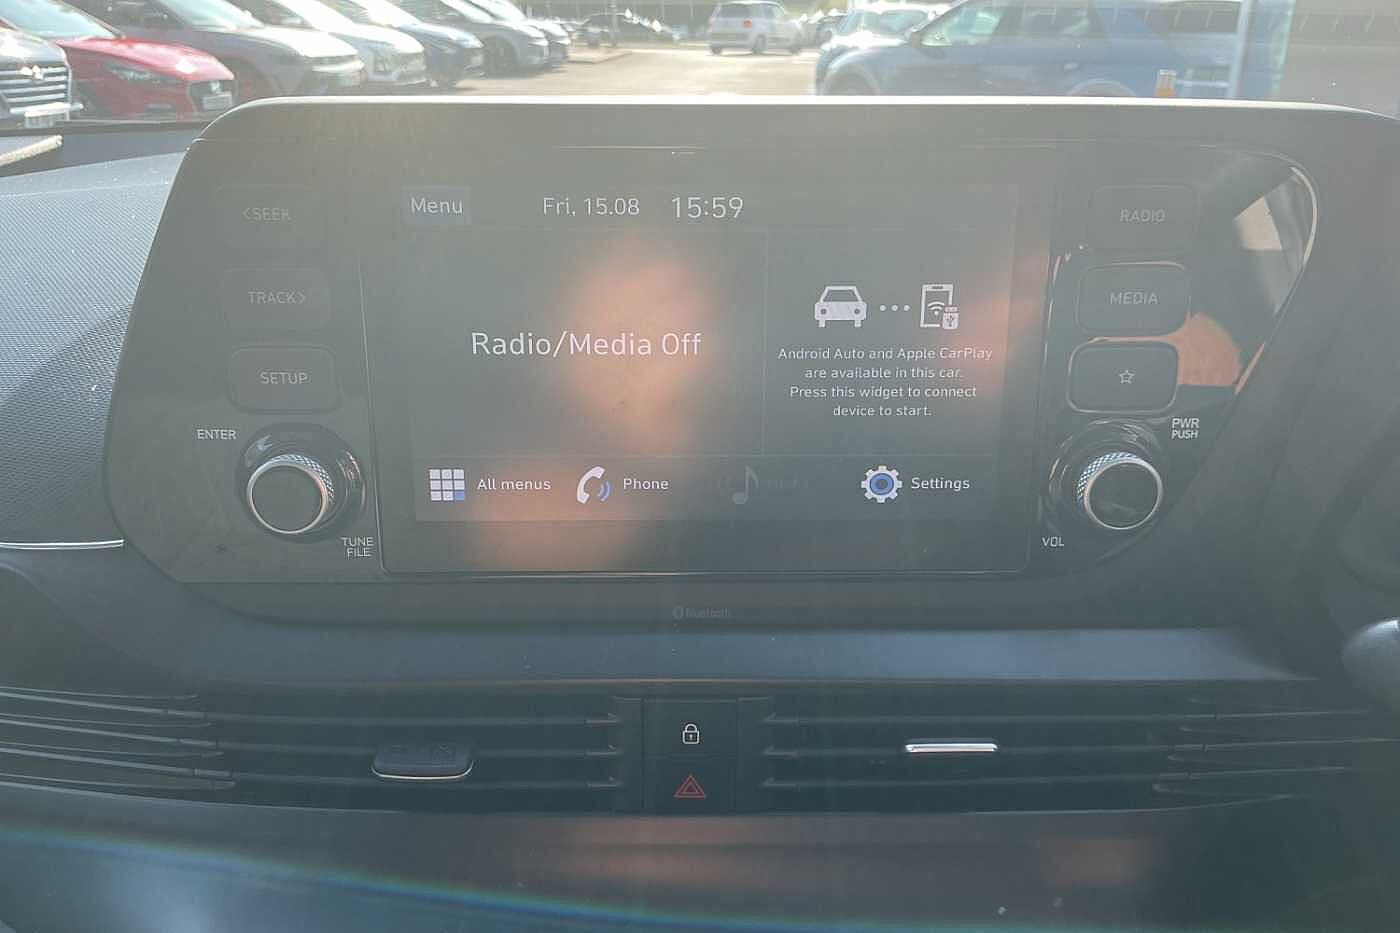 <SEEK
TRACK>
SETUP
ENTER
TUNE
FILE
Menu
Fri, 15.08
15:59
Radio/Media Off
Android Auto and Apple CarPlay
are available in this car.
Press this widget to connect
device to start.
All menus
Phone
Settings
RADIO
MEDIA
PWR
PUSH
VOL
Bluetooth